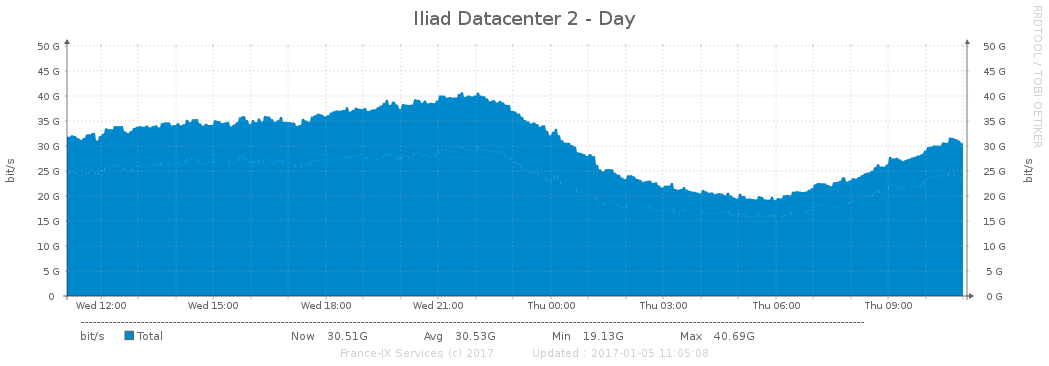 Iliad Datacenter 2 - Day
RRDTOOL / TOBI OETIKER
bit/s
50 G 50 G
45 G 45 G
40 G 40 G
35 G 35 G
30 G 30 G
25 G 25 G
20 G 20 G
15 G 15 G
10 G 10 G
5 G 5 G
0 0 G
bit/s
Wed 12:00 Wed 15:00 Wed 18:00 Wed 21:00 Thu 00:00 Thu 03:00 Thu 06:00 Thu 09:00
bit/s Total Now 30.51G Avg 30.53G Min 19.13G Max 40.69G
France-IX Services (c) 2017 Updated : 2017-01-05 11:05:08